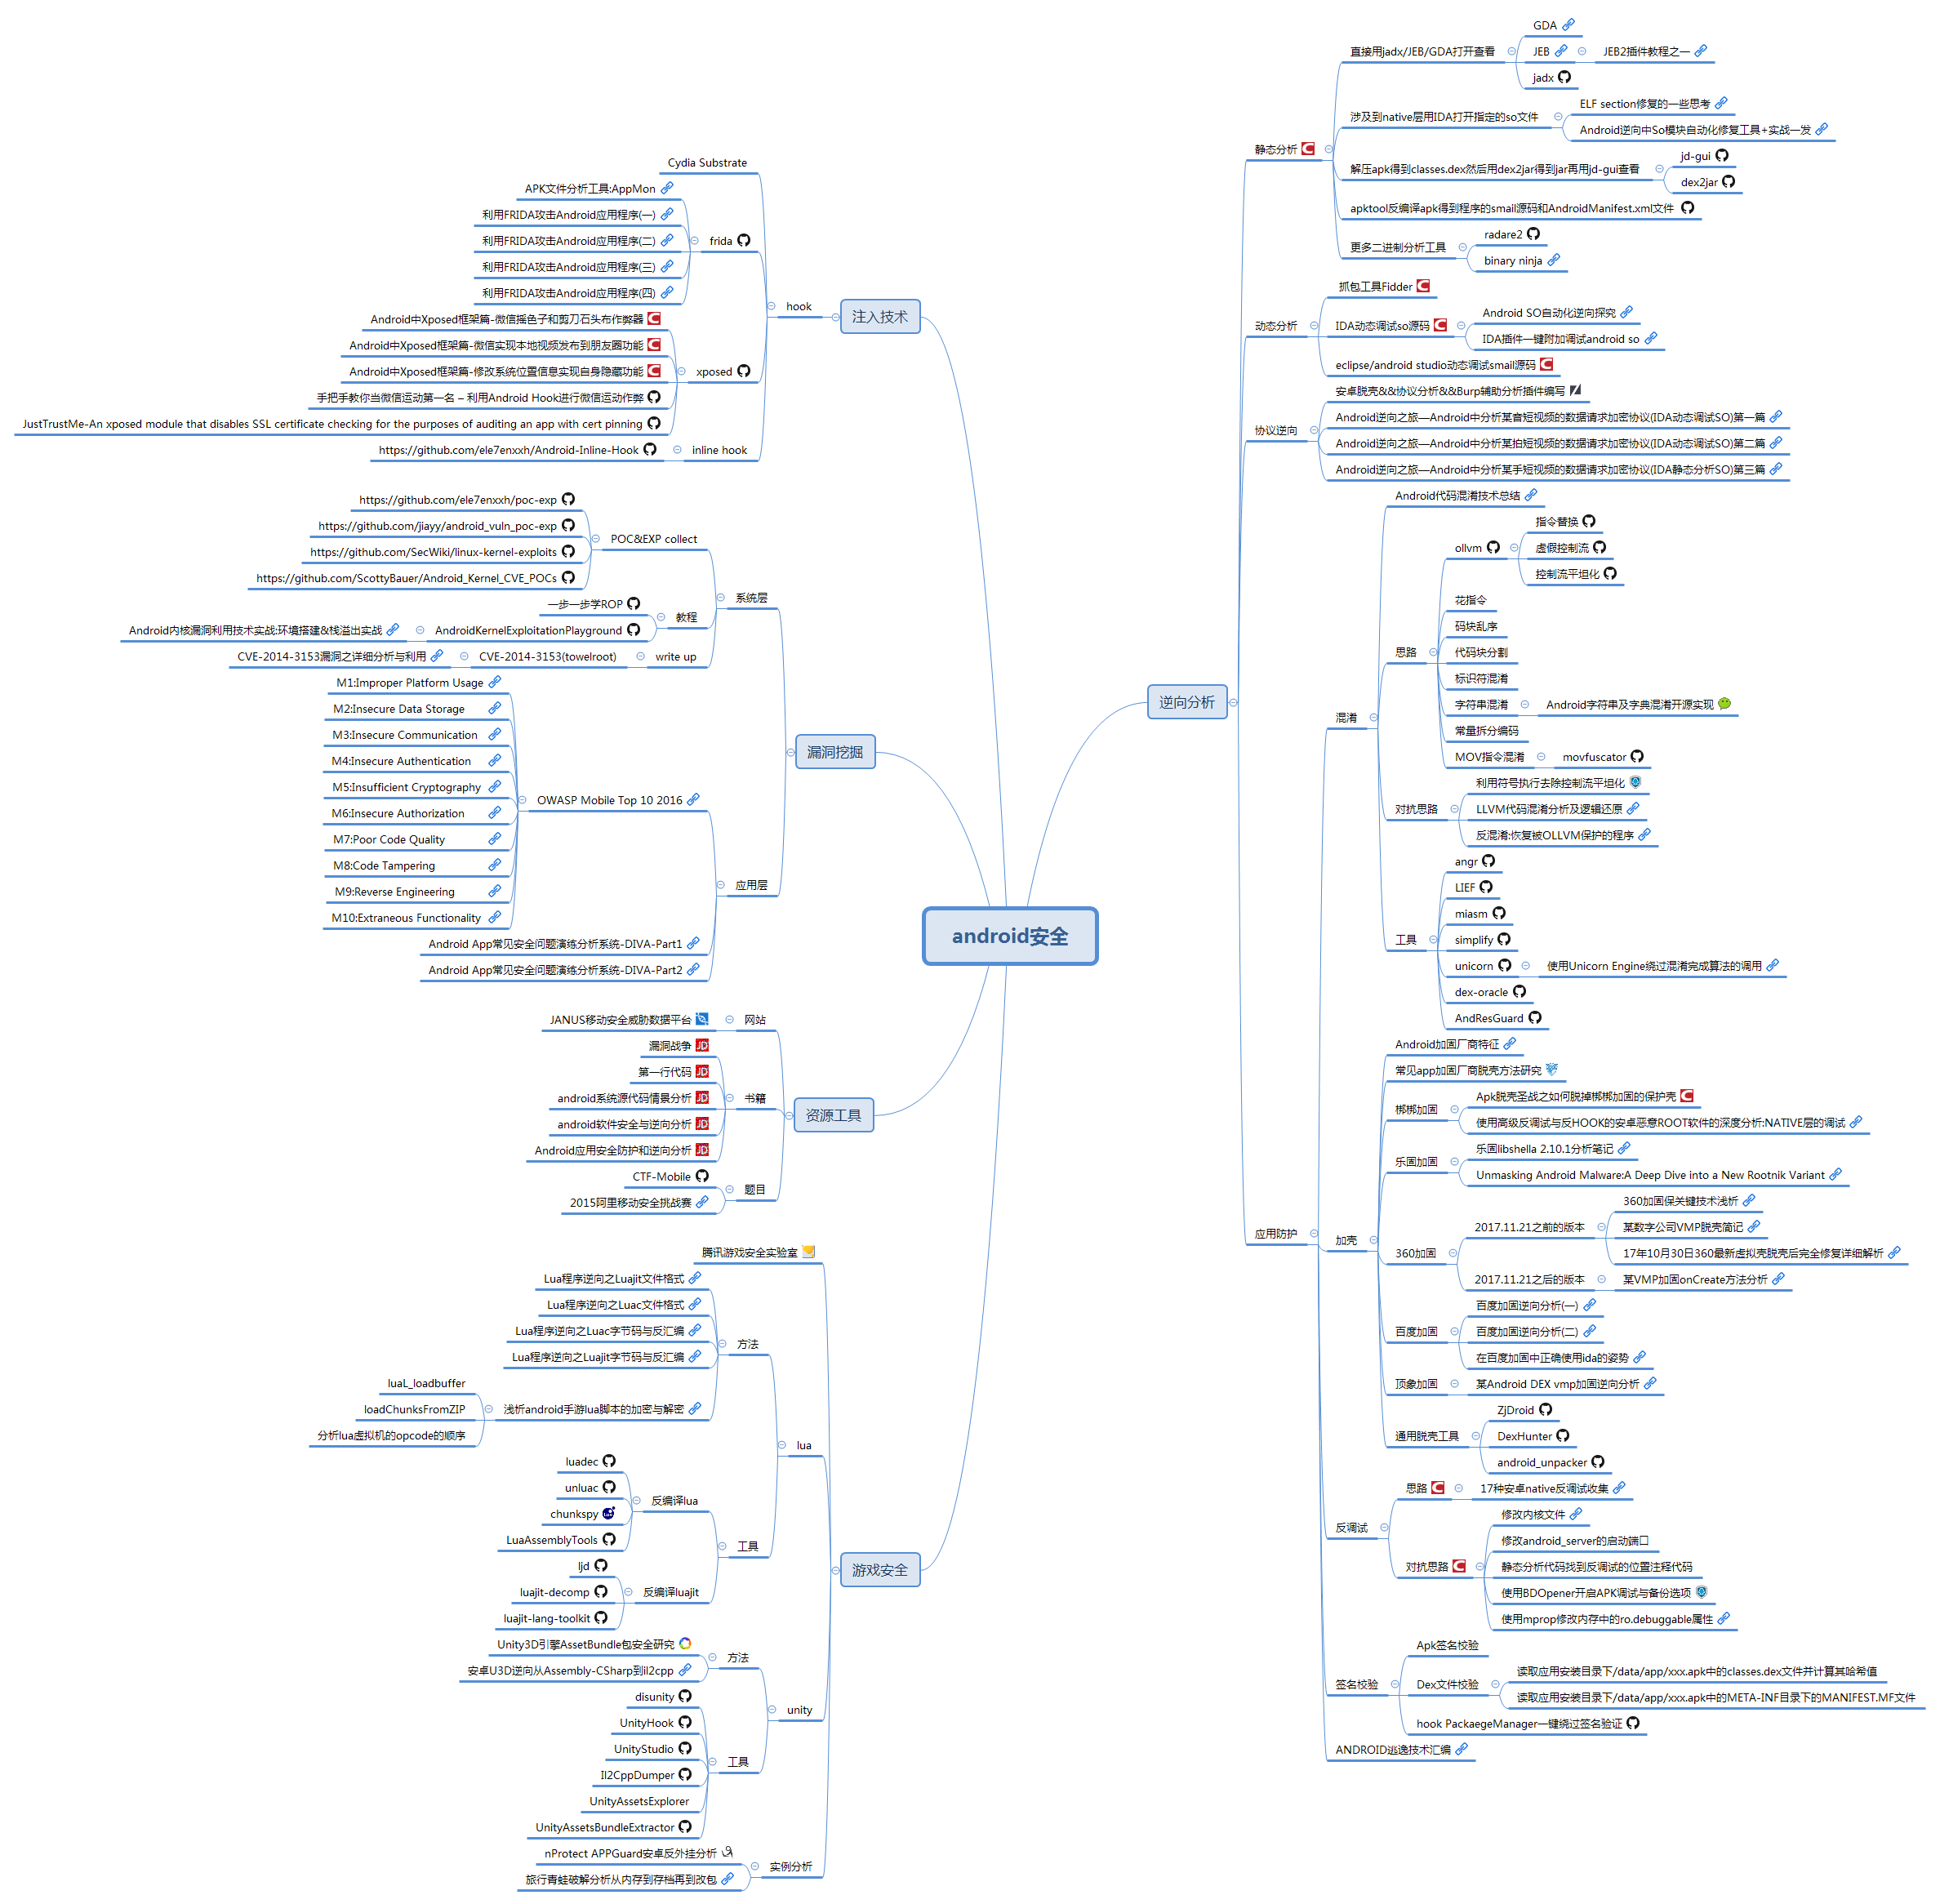 android安全
注入技术
hook
Cydia Substrate
frida
APK文件分析工具:AppMon
利用FRIDA攻击Android应用程序(一)
利用FRIDA攻击Android应用程序(二)
利用FRIDA攻击Android应用程序(三)
利用FRIDA攻击Android应用程序(四)
xposed
Android中Xposed框架篇-微信摇色子和剪刀石头布作弊器
Android中Xposed框架篇-微信实现本地视频发布到朋友圈功能
Android中Xposed框架篇-修改系统位置信息实现自身隐藏功能
手把手教你当微信运动第一名 – 利用Android Hook进行微信运动作弊
JustTrustMe-An xposed module that disables SSL certificate checking for the purposes of auditing an app with cert pinning
inline hook
https://github.com/ele7enxxh/Android-Inline-Hook
漏洞挖掘
系统层
POC&EXP collect
https://github.com/ele7enxxh/poc-exp
https://github.com/jiayy/android_vuln_poc-exp
https://github.com/SecWiki/linux-kernel-exploits
https://github.com/ScottyBauer/Android_Kernel_CVE_POCs
教程
一步一步学ROP
AndroidKernelExploitationPlayground
Android内核漏洞利用技术实战:环境搭建&栈溢出实战
write up
CVE-2014-3153(towelroot)
CVE-2014-3153漏洞之详细分析与利用
应用层
OWASP Mobile Top 10 2016
M1:Improper Platform Usage
M2:Insecure Data Storage
M3:Insecure Communication
M4:Insecure Authentication
M5:Insufficient Cryptography
M6:Insecure Authorization
M7:Poor Code Quality
M8:Code Tampering
M9:Reverse Engineering
M10:Extraneous Functionality
Android App常见安全问题演练分析系统-DIVA-Part1
Android App常见安全问题演练分析系统-DIVA-Part2
资源工具
网站
JANUS移动安全威胁数据平台
书籍
漏洞战争
第一行代码
android系统源代码情景分析
android软件安全与逆向分析
Android应用安全防护和逆向分析
题目
CTF-Mobile
2015阿里移动安全挑战赛
游戏安全
腾讯游戏安全实验室
lua
方法
Lua程序逆向之Luajit文件格式
Lua程序逆向之Luac文件格式
Lua程序逆向之Luac字节码与反汇编
Lua程序逆向之Luajit字节码与反汇编
浅析android手游lua脚本的加密与解密
luaL_loadbuffer
loadChunksFromZIP
分析lua虚拟机的opcode的顺序
工具
反编译lua
luadec
unluac
chunkspy
LuaAssemblyTools
反编译luajit
ljd
luajit-decomp
luajit-lang-toolkit
unity
方法
Unity3D引擎AssetBundle包安全研究
安卓U3D逆向从Assembly-CSharp到il2cpp
工具
disunity
UnityHook
UnityStudio
Il2CppDumper
UnityAssetsExplorer
UnityAssetsBundleExtractor
实例分析
nProtect APPGuard安卓反外挂分析
旅行青蛙破解分析从内存到存档再到改包
逆向分析
静态分析
直接用jadx/JEB/GDA打开查看
GDA
JEB
JEB2插件教程之一
jadx
涉及到native层用IDA打开指定的so文件
ELF section修复的一些思考
Android逆向中So模块自动化修复工具+实战一发
解压apk得到classes.dex然后用dex2jar得到jar再用jd-gui查看
jd-gui
dex2jar
apktool反编译apk得到程序的smail源码和AndroidManifest.xml文件
更多二进制分析工具
radare2
binary ninja
动态分析
抓包工具Fidder
IDA动态调试so源码
Android SO自动化逆向探究
IDA插件一键附加调试android so
eclipse/android studio动态调试smail源码
协议逆向
安卓脱壳&&协议分析&&Burp辅助分析插件编写
Android逆向之旅—Android中分析某音短视频的数据请求加密协议(IDA动态调试SO)第一篇
Android逆向之旅—Android中分析某拍短视频的数据请求加密协议(IDA动态调试SO)第二篇
Android逆向之旅—Android中分析某手短视频的数据请求加密协议(IDA静态分析SO)第三篇
应用防护
混淆
Android代码混淆技术总结
思路
ollvm
指令替换
虚假控制流
控制流平坦化
花指令
码块乱序
代码块分割
标识符混淆
字符串混淆
Android字符串及字典混淆开源实现
常量拆分编码
MOV指令混淆
movfuscator
对抗思路
利用符号执行去除控制流平坦化
LLVM代码混淆分析及逻辑还原
反混淆:恢复被OLLVM保护的程序
工具
angr
LIEF
miasm
simplify
unicorn
使用Unicorn Engine绕过混淆完成算法的调用
dex-oracle
AndResGuard
加壳
Android加固厂商特征
常见app加固厂商脱壳方法研究
梆梆加固
Apk脱壳圣战之如何脱掉梆梆加固的保护壳
使用高级反调试与反HOOK的安卓恶意ROOT软件的深度分析:NATIVE层的调试
乐固加固
乐固libshella 2.10.1分析笔记
Unmasking Android Malware:A Deep Dive into a New Rootnik Variant
360加固
2017.11.21之前的版本
360加固保关键技术浅析
某数字公司VMP脱壳简记
17年10月30日360最新虚拟壳脱壳后完全修复详细解析
2017.11.21之后的版本
某VMP加固onCreate方法分析
百度加固
百度加固逆向分析(一)
百度加固逆向分析(二)
在百度加固中正确使用ida的姿势
顶象加固
某Android DEX vmp加固逆向分析
通用脱壳工具
ZjDroid
DexHunter
android_unpacker
反调试
思路
17种安卓native反调试收集
对抗思路
修改内核文件
修改android_server的启动端口
静态分析代码找到反调试的位置注释代码
使用BDOpener开启APK调试与备份选项
使用mprop修改内存中的ro.debuggable属性
签名校验
Apk签名校验
Dex文件校验
读取应用安装目录下/data/app/xxx.apk中的classes.dex文件并计算其哈希值
读取应用安装目录下/data/app/xxx.apk中的META-INF目录下的MANIFEST.MF文件
hook PackaegeManager一键绕过签名验证
ANDROID逃逸技术汇编